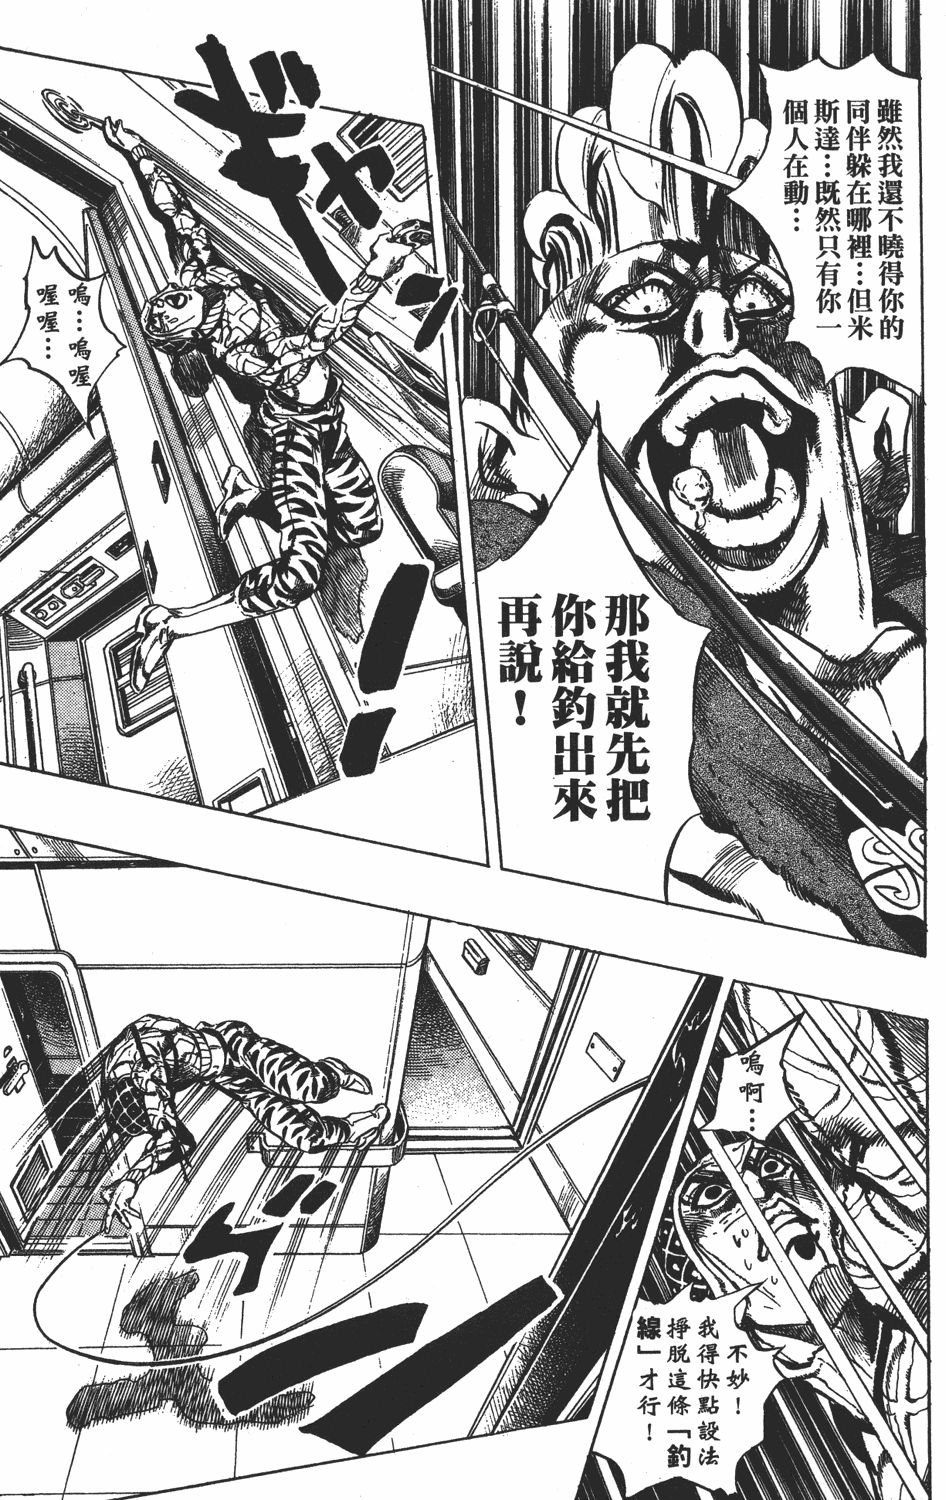 雖然我還不曉得你的
同伴躲在哪裡…但米
斯達…既然只有你一
個人在動…
那我就先把
你給釣出來
再說！
ギャーン
嗚…嗚喔
喔喔…
嗚啊…
不妙！
我得快點設法
掙脫這條「釣
線」才行！